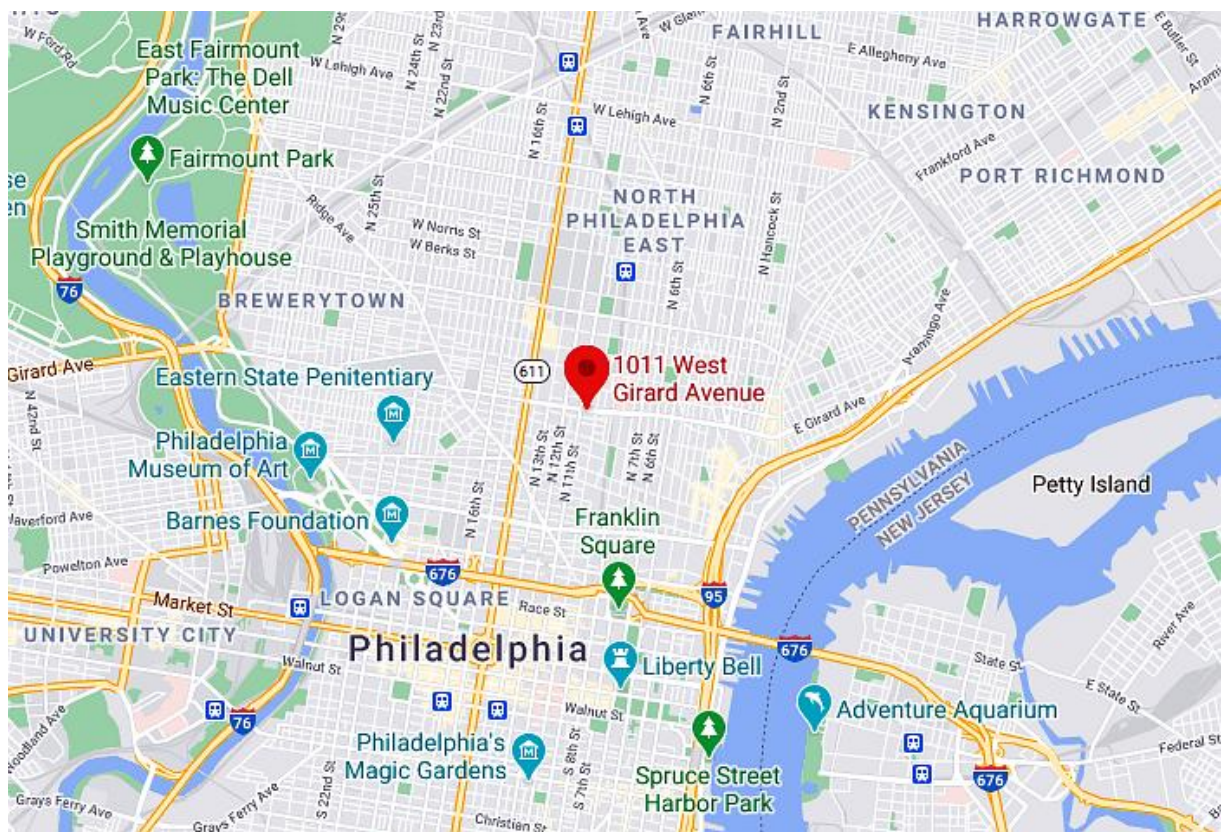 FAIRHILL
HARROWGATE
W Ford Rd
N 29th St
N 24th St
N 23rd St
N 22nd St
W Lehigh Ave
East Fairmount
Park: The Dell
Music Center
N 16th St
W Lehigh Ave
N 6th St
N 2nd St
E Allegheny Ave
E Butler St
KENSINGTON
Frankford Ave
PORT RICHMOND
Fairmount Park
Ridge Ave
N 25th St
W Norris St
W Berks St
NORTH
PHILADELPHIA
EAST
N Hancock St
N 6th St
Smith Memorial
Playground & Playhouse
76
BREWERYTOWN
Aramingo Ave
Girard Ave
Eastern State Penitentiary
611
1011 West
Girard Avenue
E Girard Ave
N 42nd St
Philadelphia
Museum of Art
N 13th St
N 12th St
N 11th St
N 7th St
N 6th St
PENNSYLVANIA
NEW JERSEY
Petty Island
Barnes Foundation
N 16th St
Franklin
Square
Powelton Ave
676
95
Market St
LOGAN SQUARE
Race St
UNIVERSITY CITY
Philadelphia
676
River Ave
Walnut St
Liberty Bell
State St
E State St
76
Walnut St
Adventure Aquarium
Woodland Ave
Philadelphia's
Magic Gardens
S 8th St
S 7th St
Spruce Street
Harbor Park
676
Federal St
Grays Ferry Ave
Grays Ferry Ave
S 22nd St
Christian St